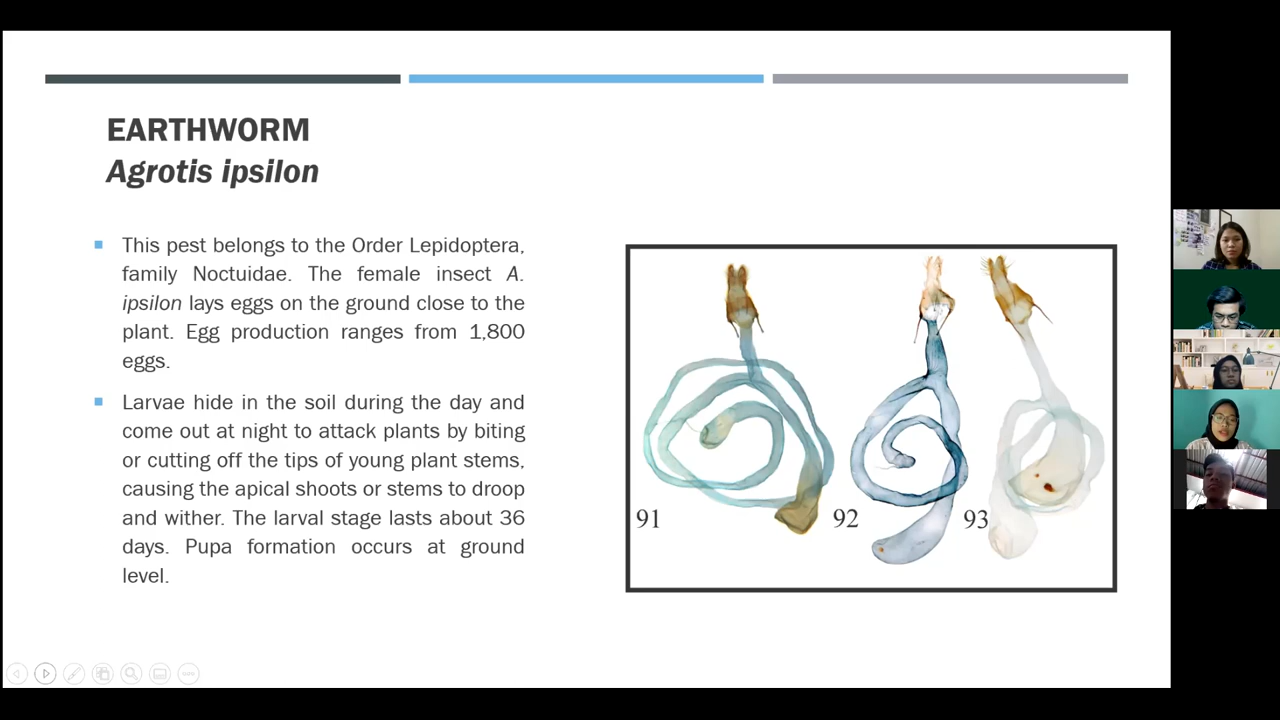 EARTHWORM
Agrotis ipsilon
This pest belongs to the Order Lepidoptera,
family Noctuidae. The female insect A.
ipsilon lays eggs on the ground close to the
plant. Egg production ranges from 1,800
eggs.
Larvae hide in the soil during the day and
come out at night to attack plants by biting
or cutting off the tips of young plant stems,
causing the apical shoots or stems to droop
and wither. The larval stage lasts about 36
days. Pupa formation occurs at ground
level.
91 92 93